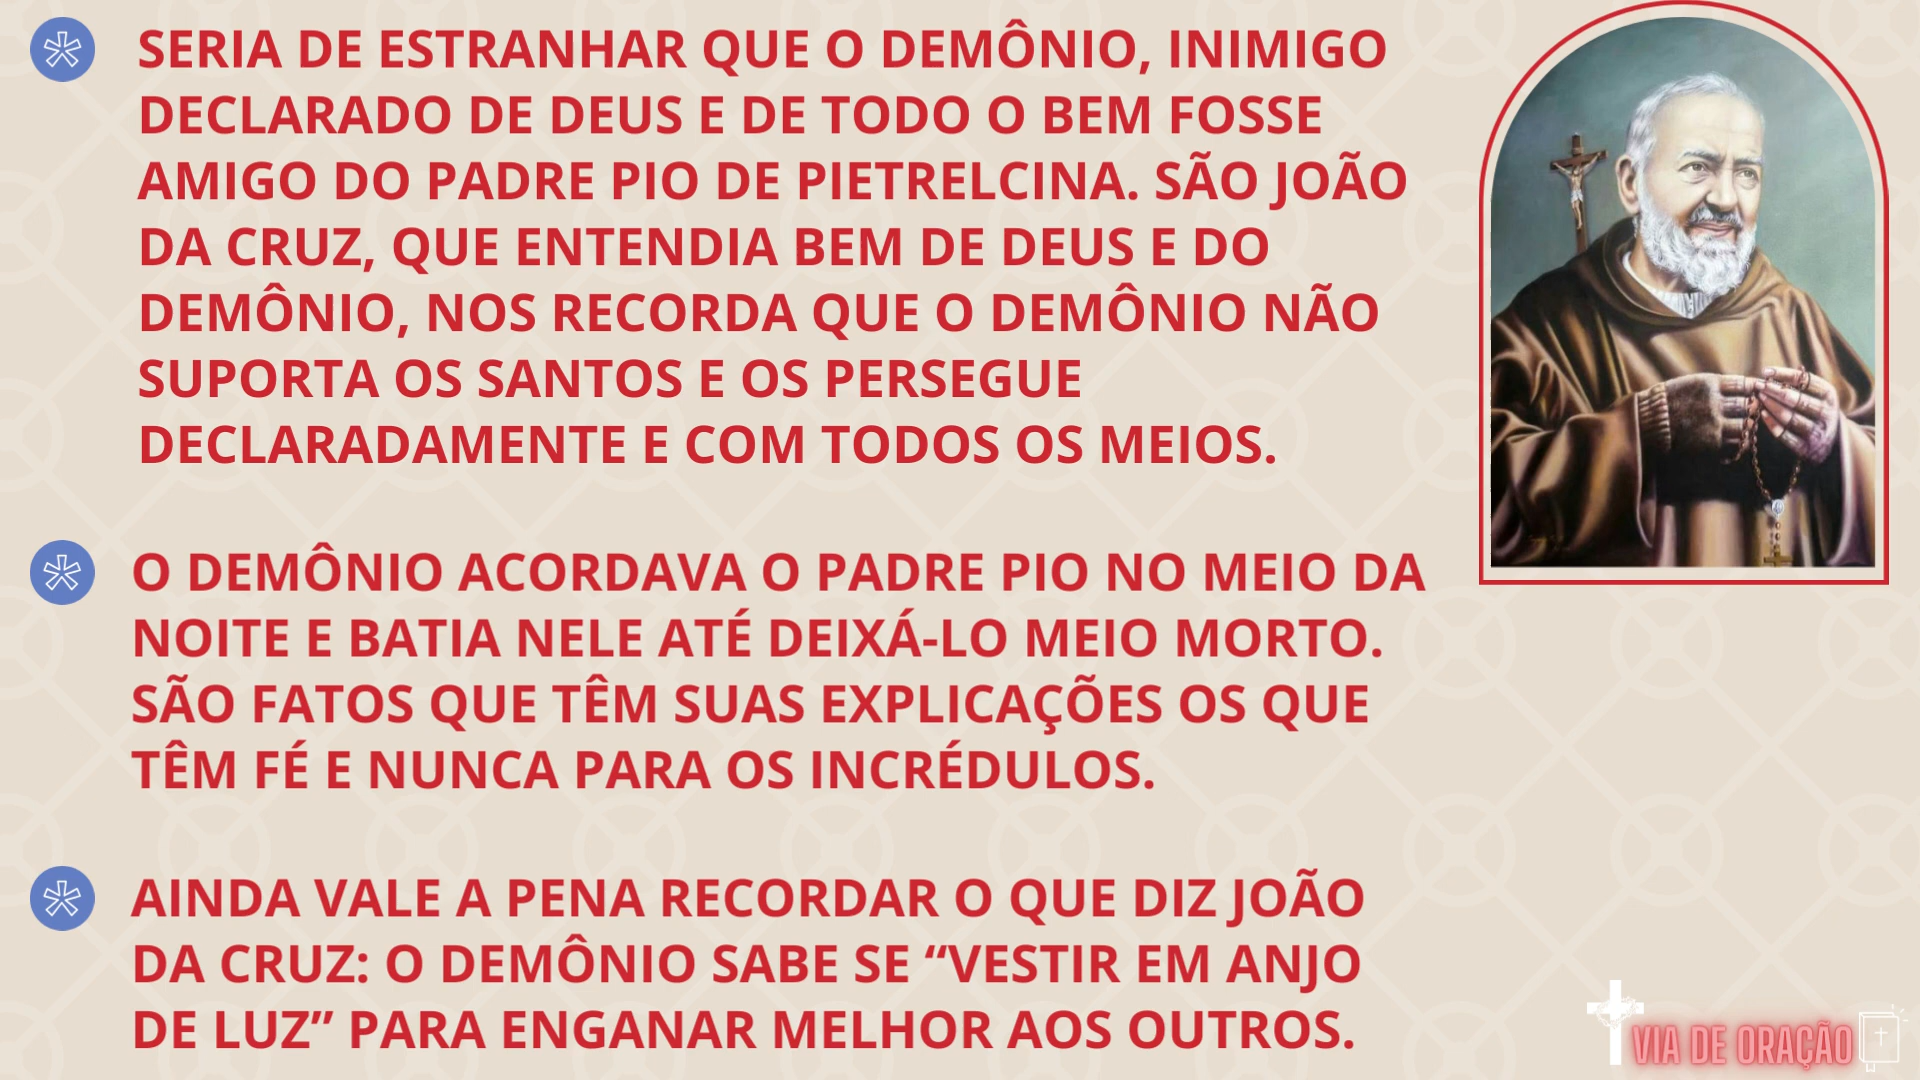 SERIA DE ESTRANHAR QUE O DEMÔNIO, INIMIGO
DECLARADO DE DEUS E DE TODO O BEM FOSSE
AMIGO DO PADRE PIO DE PIETRELCINA. SÃO JOÃO
DA CRUZ, QUE ENTENDIA BEM DE DEUS E DO
DEMÔNIO, NOS RECORDA QUE O DEMÔNIO NÃO
SUPORTA OS SANTOS E OS PERSEGUE
DECLARADAMENTE E COM TODOS OS MEIOS.
O DEMÔNIO ACORDAVA O PADRE PIO NO MEIO DA
NOITE E BATIA NELE ATÉ DEIXÁ-LO MEIO MORTO.
SÃO FATOS QUE TÊM SUAS EXPLICAÇÕES OS QUE
TÊM FÉ E NUNCA PARA OS INCRÉDULOS.
AINDA VALE A PENA RECORDAR O QUE DIZ JOÃO
DA CRUZ: O DEMÔNIO SABE SE “VESTIR EM ANJO
DE LUZ” PARA ENGANAR MELHOR AOS OUTROS.
VIA DE ORAÇÃO